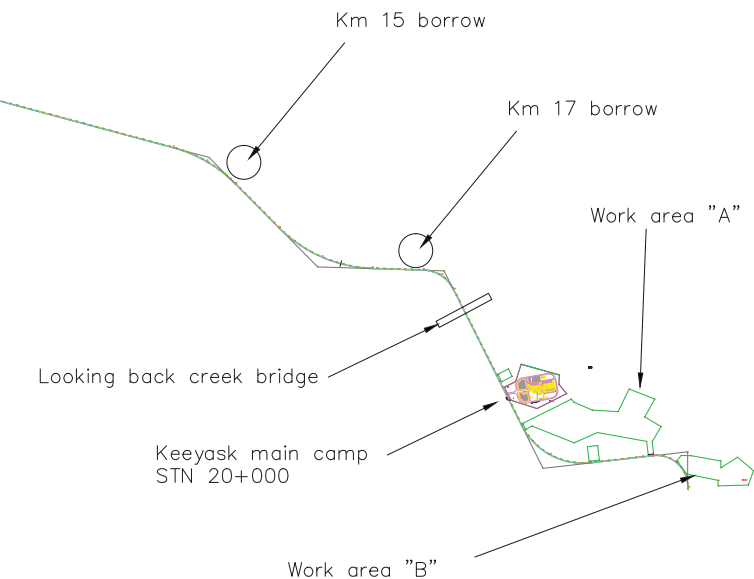 Km 15 borrow
Km 17 borrow
Work area "A"
Looking back creek bridge
Keeyask main camp
STN 20+000
Work area "B"